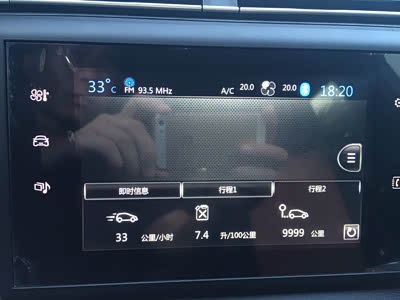 33°C FM 93.5 MHz A/C 20.0 20.0 18:20
即时信息 行程1 行程2
33 公里/小时 7.4 升/100公里 9999 公里